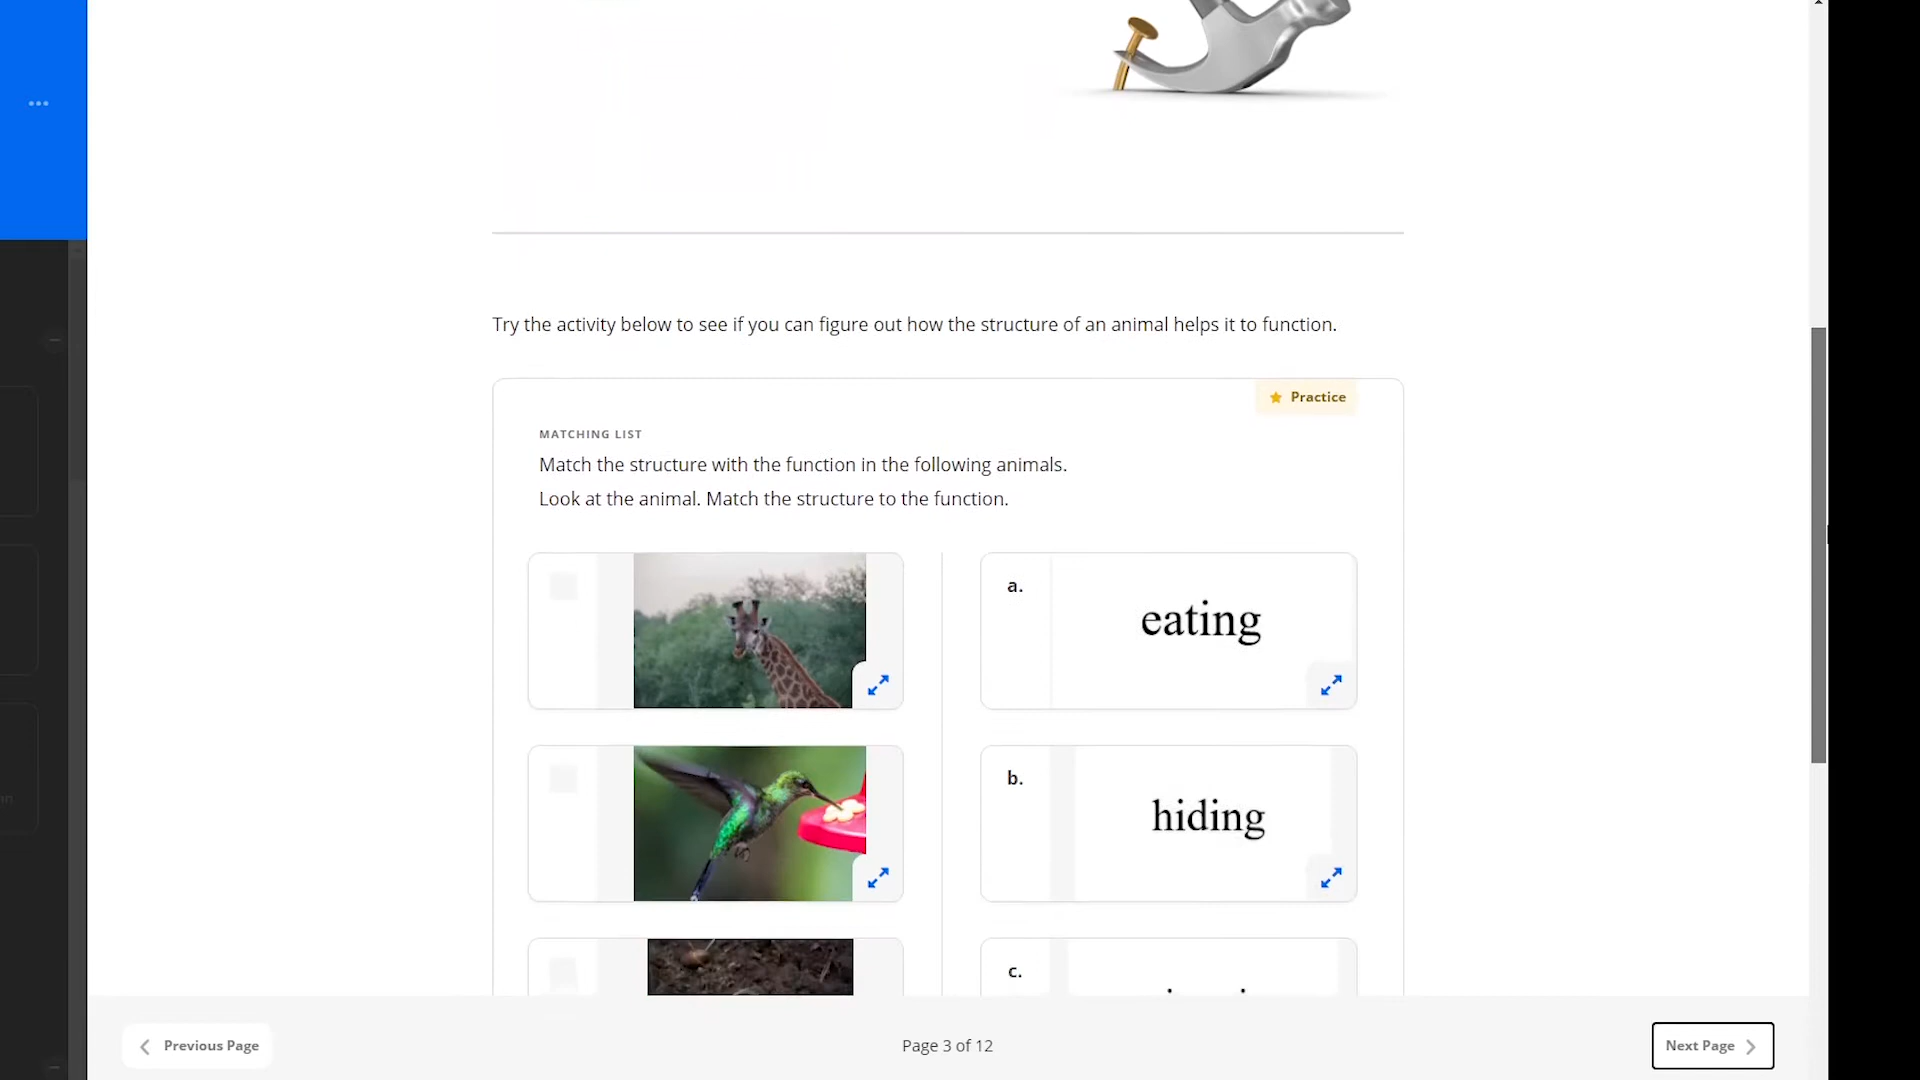 Try the activity below to see if you can figure out how the structure of an animal helps it to function.
Practice
MATCHING LIST
Match the structure with the function in the following animals.
Look at the animal. Match the structure to the function.
a.
eating
b.
hiding
c.
Previous Page
Page 3 of 12
Next Page